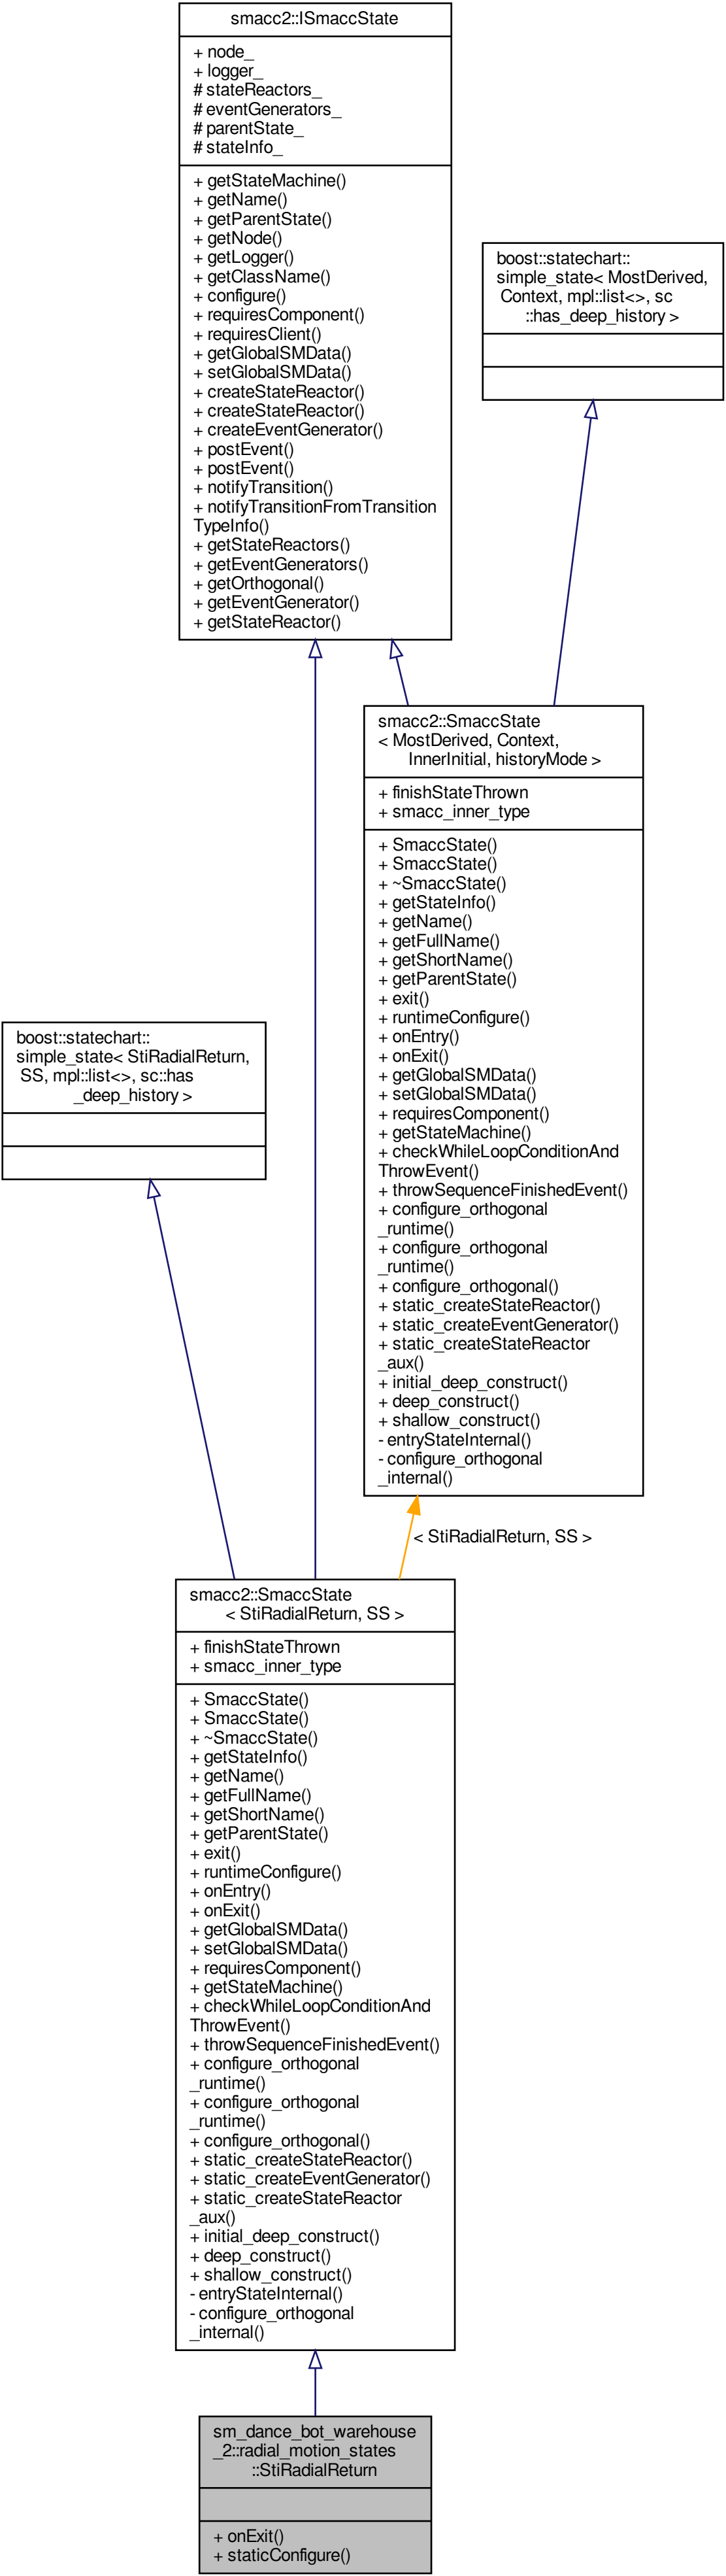 smacc2::ISmaccState
+ node_
+ logger_
# stateReactors_
# eventGenerators_
# parentState_
# stateInfo_
+ getStateMachine()
+ getName()
+ getParentState()
+ getNode()
+ getLogger()
+ getClassName()
+ configure()
+ requiresComponent()
+ requiresClient()
+ getGlobalSMData()
+ setGlobalSMData()
+ createStateReactor()
+ createStateReactor()
+ createEventGenerator()
+ postEvent()
+ postEvent()
+ notifyTransition()
+ notifyTransitionFromTransition
TypeInfo()
+ getStateReactors()
+ getEventGenerators()
+ getOrthogonal()
+ getEventGenerator()
+ getStateReactor()
boost::statechart::
simple_state< MostDerived,
Context, mpl::list<>, sc
::has_deep_history >
smacc2::SmaccState
< MostDerived, Context,
InnerInitial, historyMode >
+ finishStateThrown
+ smacc_inner_type
+ SmaccState()
+ SmaccState()
+ ~SmaccState()
+ getStateInfo()
+ getName()
+ getFullName()
+ getShortName()
+ getParentState()
+ exit()
+ runtimeConfigure()
+ onEntry()
+ onExit()
+ getGlobalSMData()
+ setGlobalSMData()
+ requiresComponent()
+ getStateMachine()
+ checkWhileLoopConditionAnd
ThrowEvent()
+ throwSequenceFinishedEvent()
+ configure_orthogonal
_runtime()
+ configure_orthogonal
_runtime()
+ configure_orthogonal()
+ static_createStateReactor()
+ static_createEventGenerator()
+ static_createStateReactor
_aux()
+ initial_deep_construct()
+ deep_construct()
+ shallow_construct()
- entryStateInternal()
- configure_orthogonal
_internal()
boost::statechart::
simple_state< StiRadialReturn,
SS, mpl::list<>, sc::has
_deep_history >
< StiRadialReturn, SS >
smacc2::SmaccState
< StiRadialReturn, SS >
+ finishStateThrown
+ smacc_inner_type
+ SmaccState()
+ SmaccState()
+ ~SmaccState()
+ getStateInfo()
+ getName()
+ getFullName()
+ getShortName()
+ getParentState()
+ exit()
+ runtimeConfigure()
+ onEntry()
+ onExit()
+ getGlobalSMData()
+ setGlobalSMData()
+ requiresComponent()
+ getStateMachine()
+ checkWhileLoopConditionAnd
ThrowEvent()
+ throwSequenceFinishedEvent()
+ configure_orthogonal
_runtime()
+ configure_orthogonal
_runtime()
+ configure_orthogonal()
+ static_createStateReactor()
+ static_createEventGenerator()
+ static_createStateReactor
_aux()
+ initial_deep_construct()
+ deep_construct()
+ shallow_construct()
- entryStateInternal()
- configure_orthogonal
_internal()
sm_dance_bot_warehouse
_2::radial_motion_states
::StiRadialReturn
+ onExit()
+ staticConfigure()